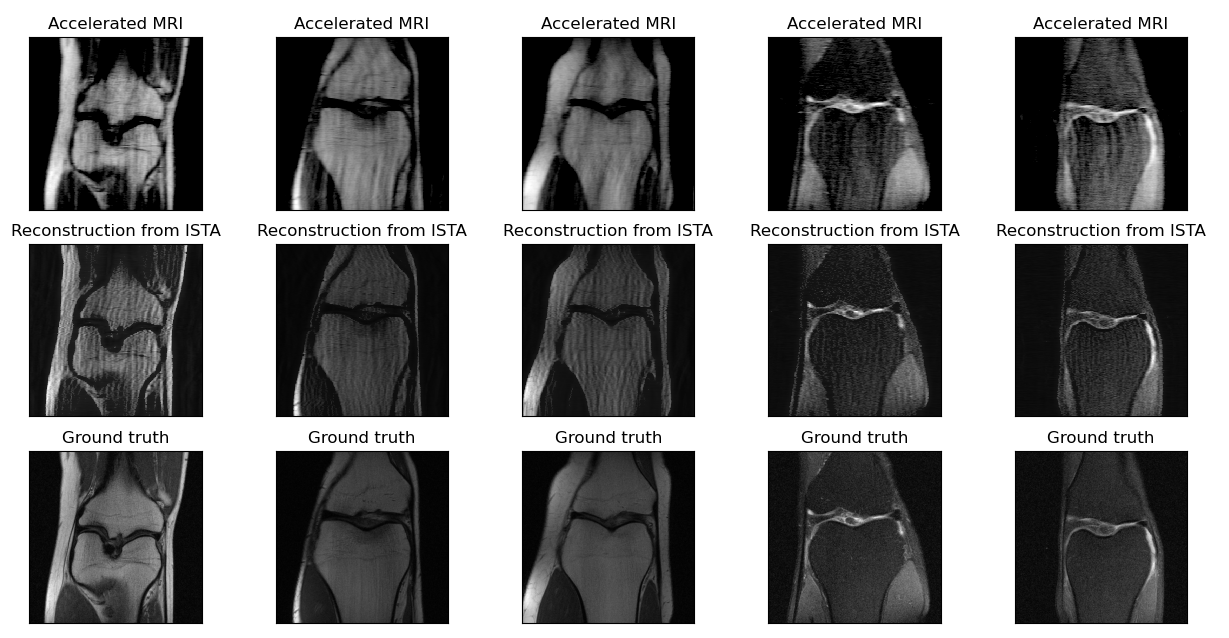 Accelerated MRI Accelerated MRI Accelerated MRI Accelerated MRI Accelerated MRI
Reconstruction from ISTA Reconstruction from ISTA Reconstruction from ISTA Reconstruction from ISTA Reconstruction from ISTA
Ground truth Ground truth Ground truth Ground truth Ground truth